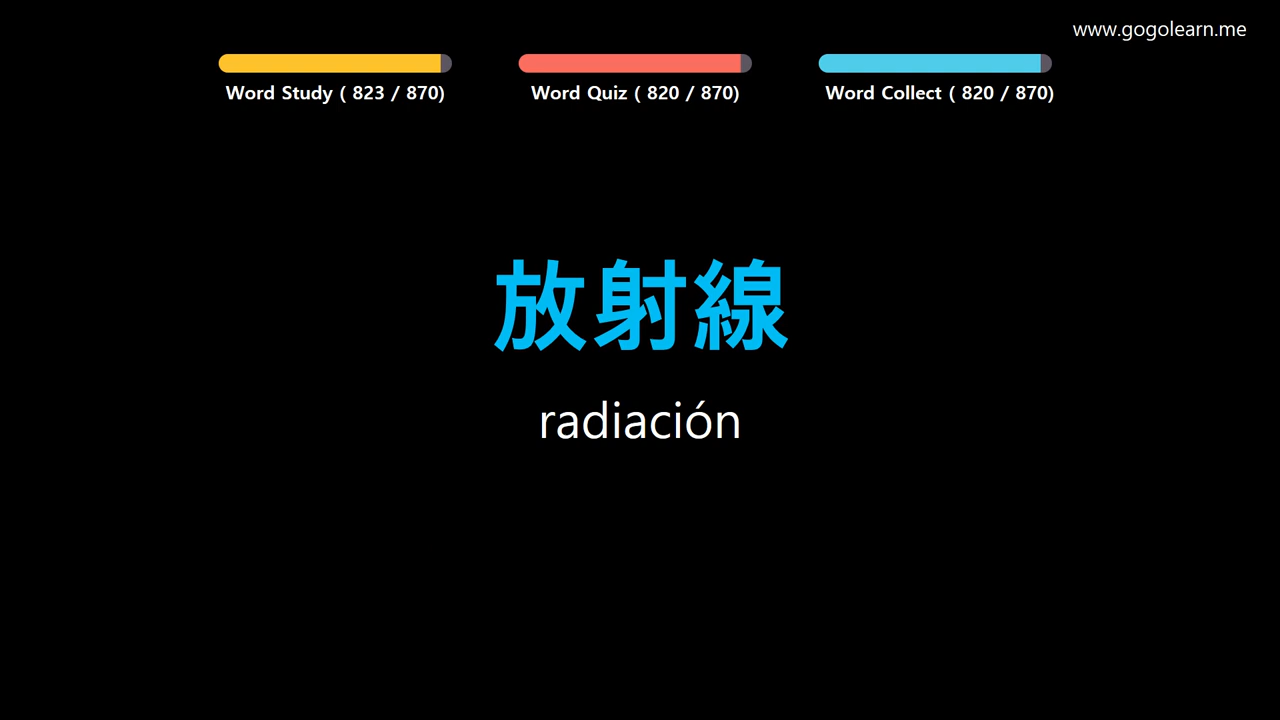 www.gogolearn.me
Word Study ( 823 / 870)
Word Quiz ( 820 / 870)
Word Collect ( 820 / 870)
放射線
radiación